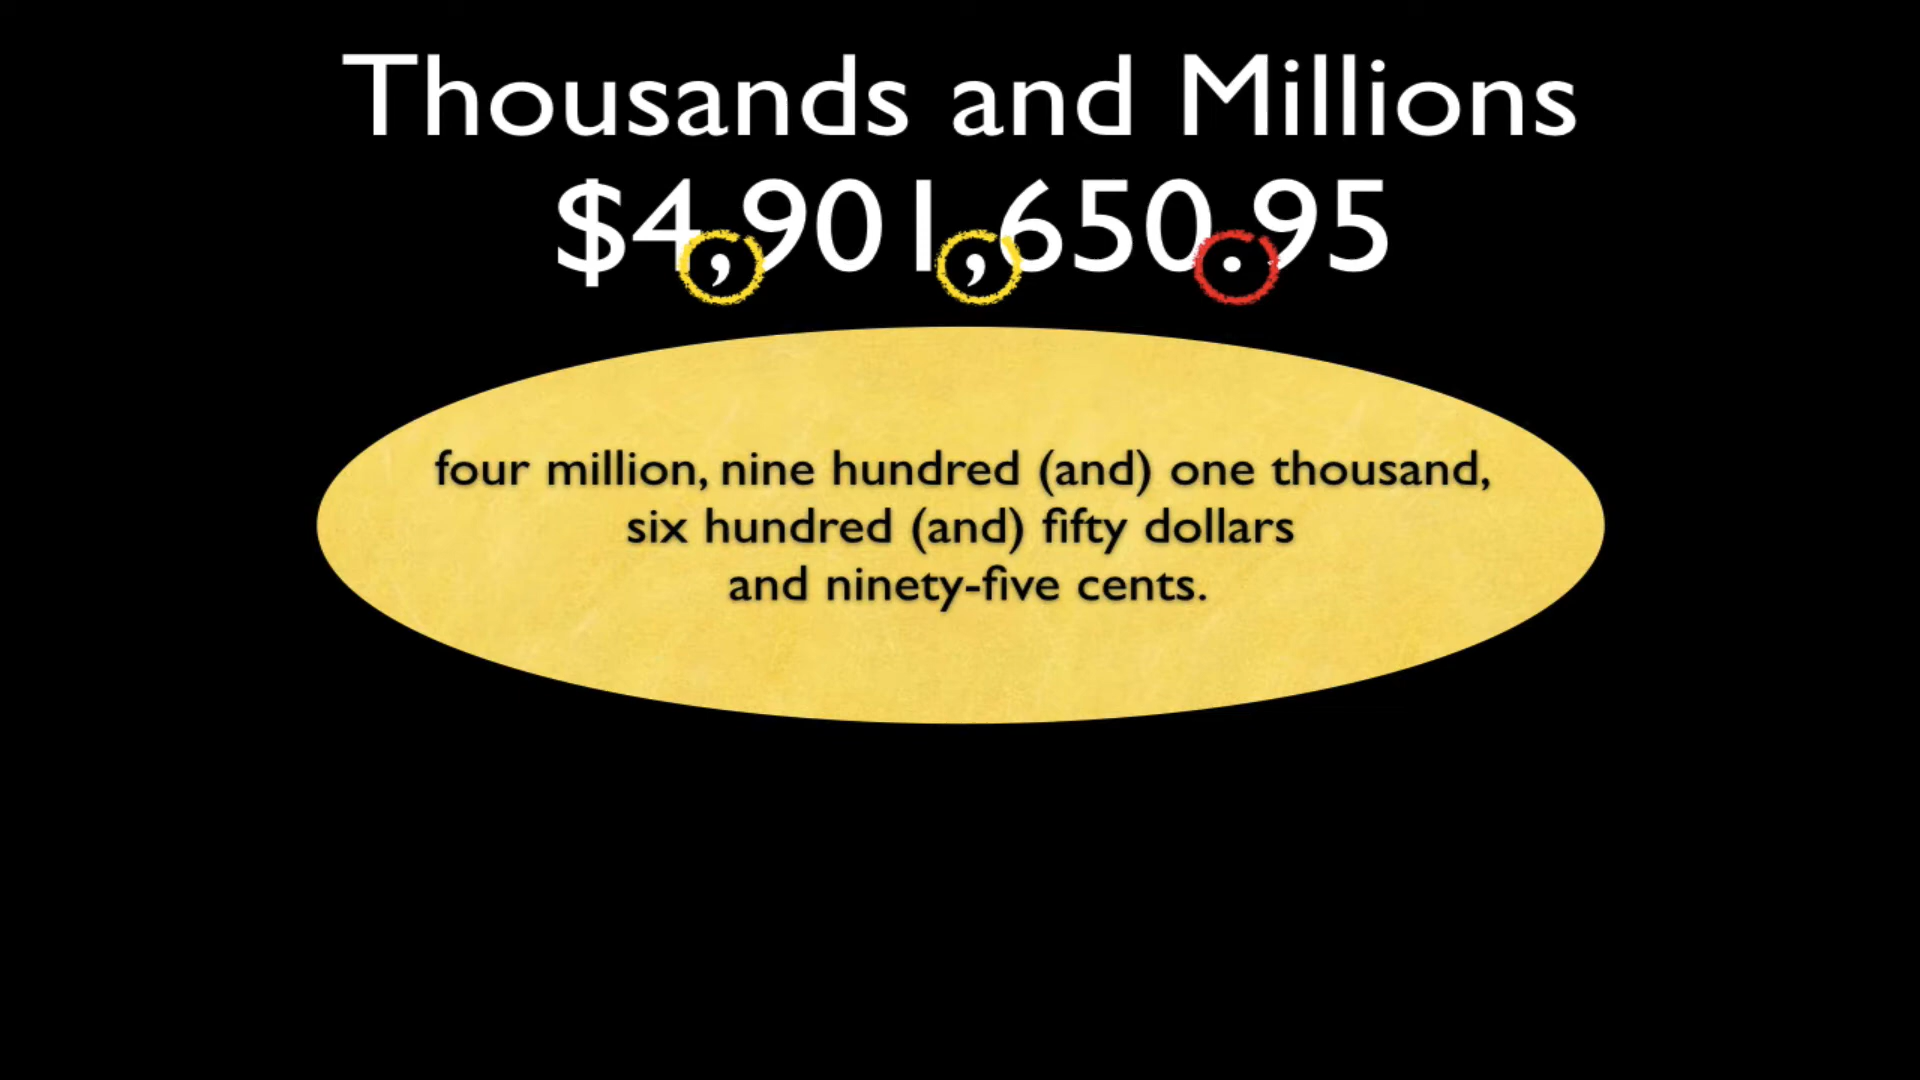 Thousands and Millions
$4,901,650.95
four million, nine hundred (and) one thousand,
six hundred (and) fifty dollars
and ninety-five cents.